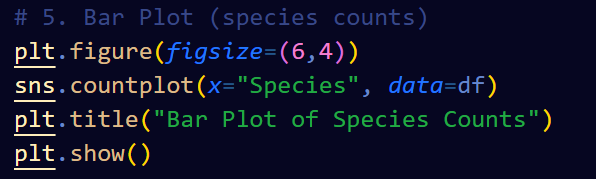 # 5. Bar Plot (species counts)
plt.figure(figsize=(6,4))
sns.countplot(x="Species", data=df)
plt.title("Bar Plot of Species Counts")
plt.show()